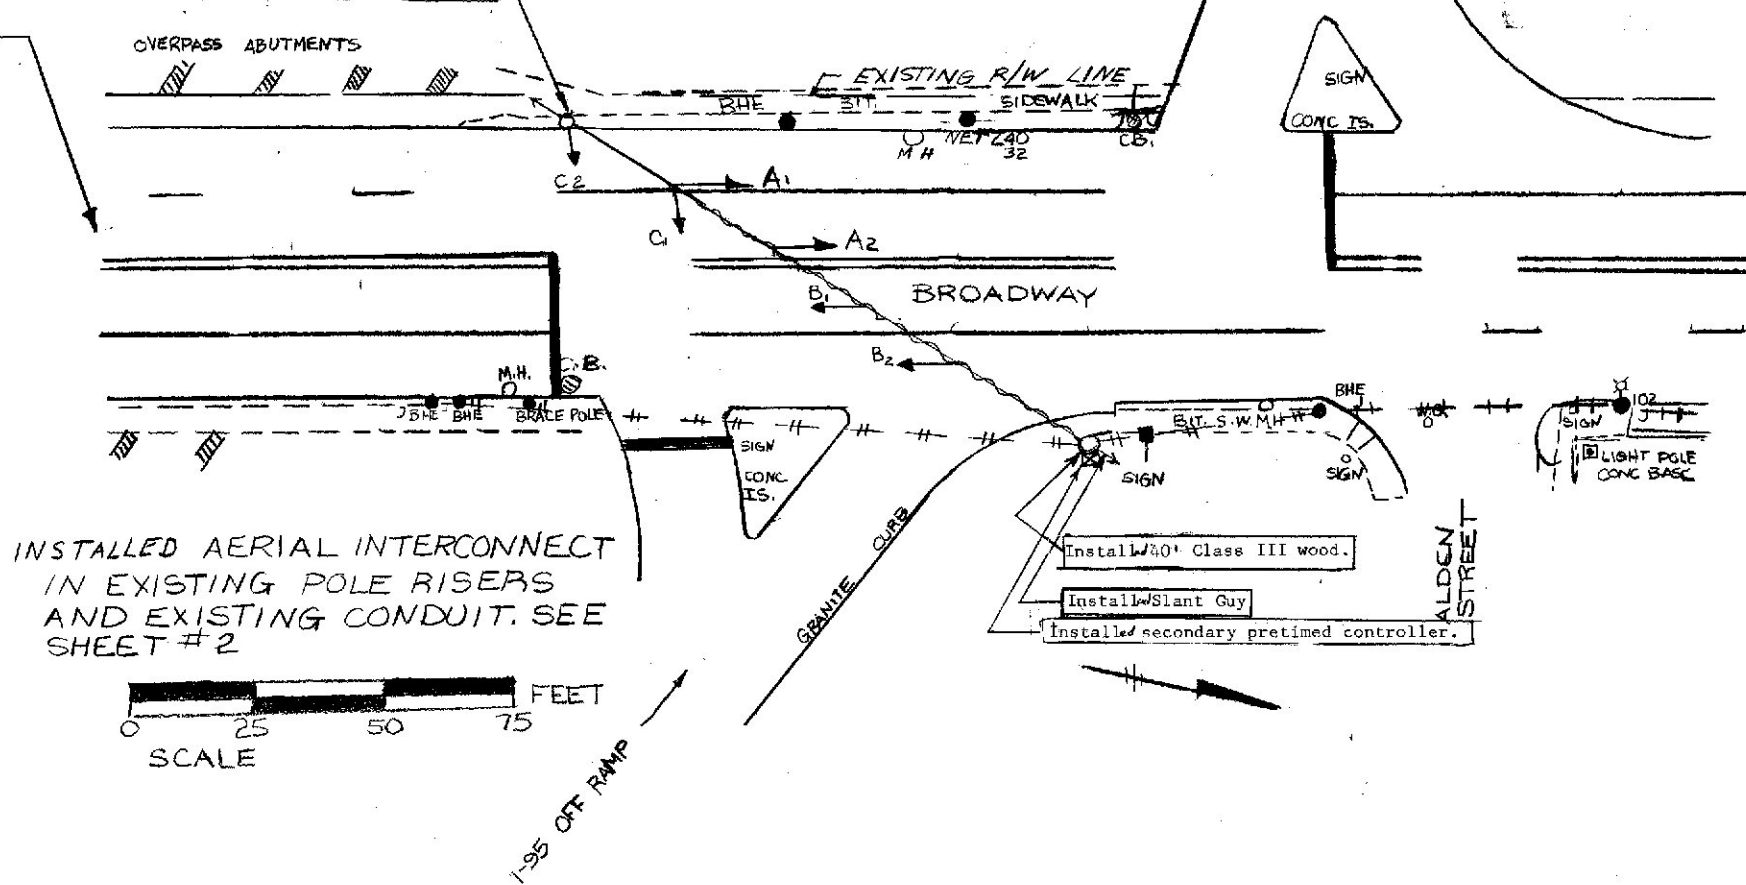 OVERPASS ABUTMENTS
EXISTING R/W LINE
BHE
BIT.
SIDEWALK
MH
NET 240
32
CB.
SIGN
CONC IS.
C2
A1
C1
A2
B1
BROADWAY
B2
M.H.
C.B.
BHE BHE BRACE POLE
SIGN
CONC
IS.
BHE
BIT. S.W. MH
SIGN
SIGN
102
SIGN
LIGHT POLE
CONC BASE
INSTALLED AERIAL INTERCONNECT
IN EXISTING POLE RISERS
AND EXISTING CONDUIT. SEE
SHEET #2
GRANITE CURB
Install 40' Class III wood.
Install Slant Guy
Installed secondary pretimed controller.
ALDEN
STREET
FEET
0 25 50 75
SCALE
I-95 OFF RAMP